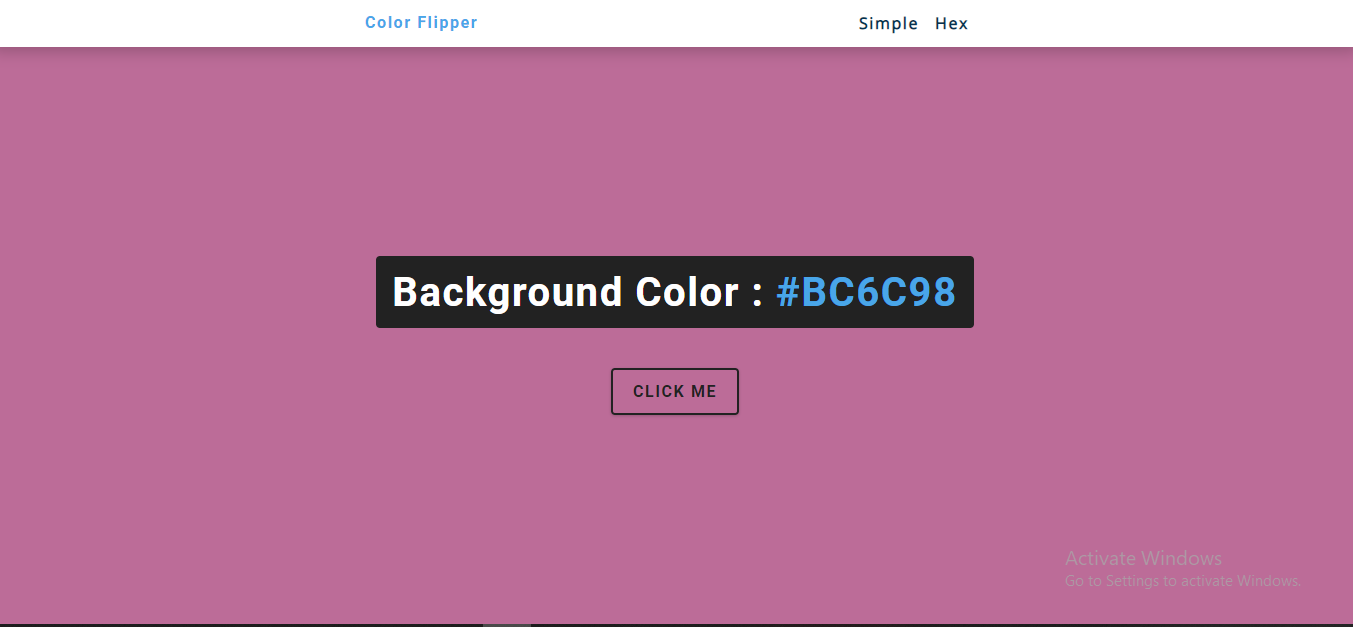 Color Flipper
Simple Hex
Background Color : #BC6C98
CLICK ME
Activate Windows
Go to Settings to activate Windows.